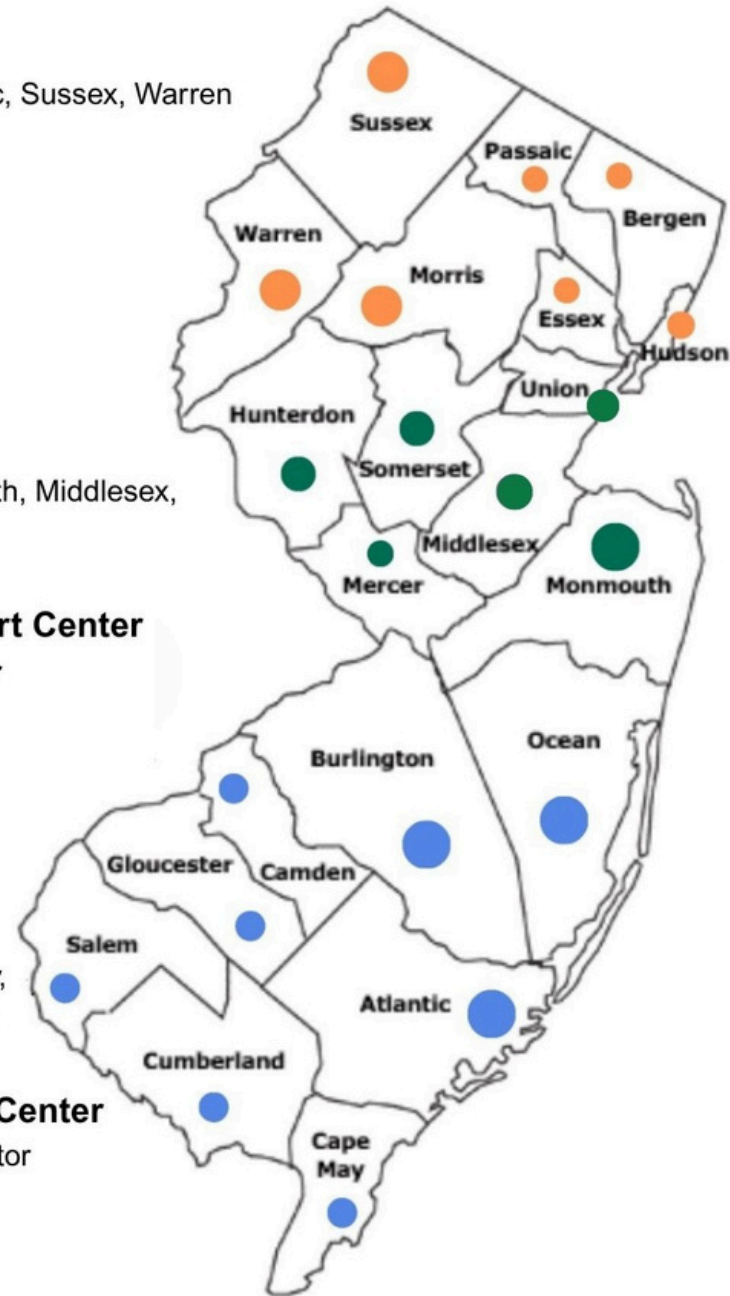 c, Sussex, Warren
Sussex
Passaic
Bergen
Warren
Morris
Essex
Hudson
Union
Hunterdon
Somerset
th, Middlesex,
Middlesex
Mercer
Monmouth
rt Center
Burlington
Ocean
Gloucester
Camden
Salem
Atlantic
Cumberland
Center
tor
Cape
May